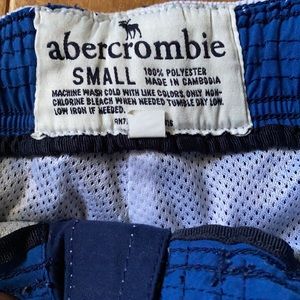 abercrombie
SMALL 100% POLYESTER
MADE IN CAMBODIA
MACHINE WASH COLD WITH LIKE COLORS. ONLY NON-
CHLORINE BLEACH WHEN NEEDED. TUMBLE DRY LOW.
LOW IRON IF NEEDED.